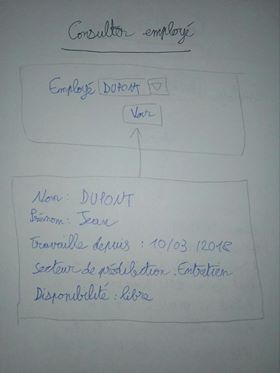 Consulter employé
Employé DUPONT
Voir
Nom : DUPONT
Prénom : Jean
Travaille depuis : 10/03/2018
Secteur de prédilection : Entretien
Disponibilité : libre